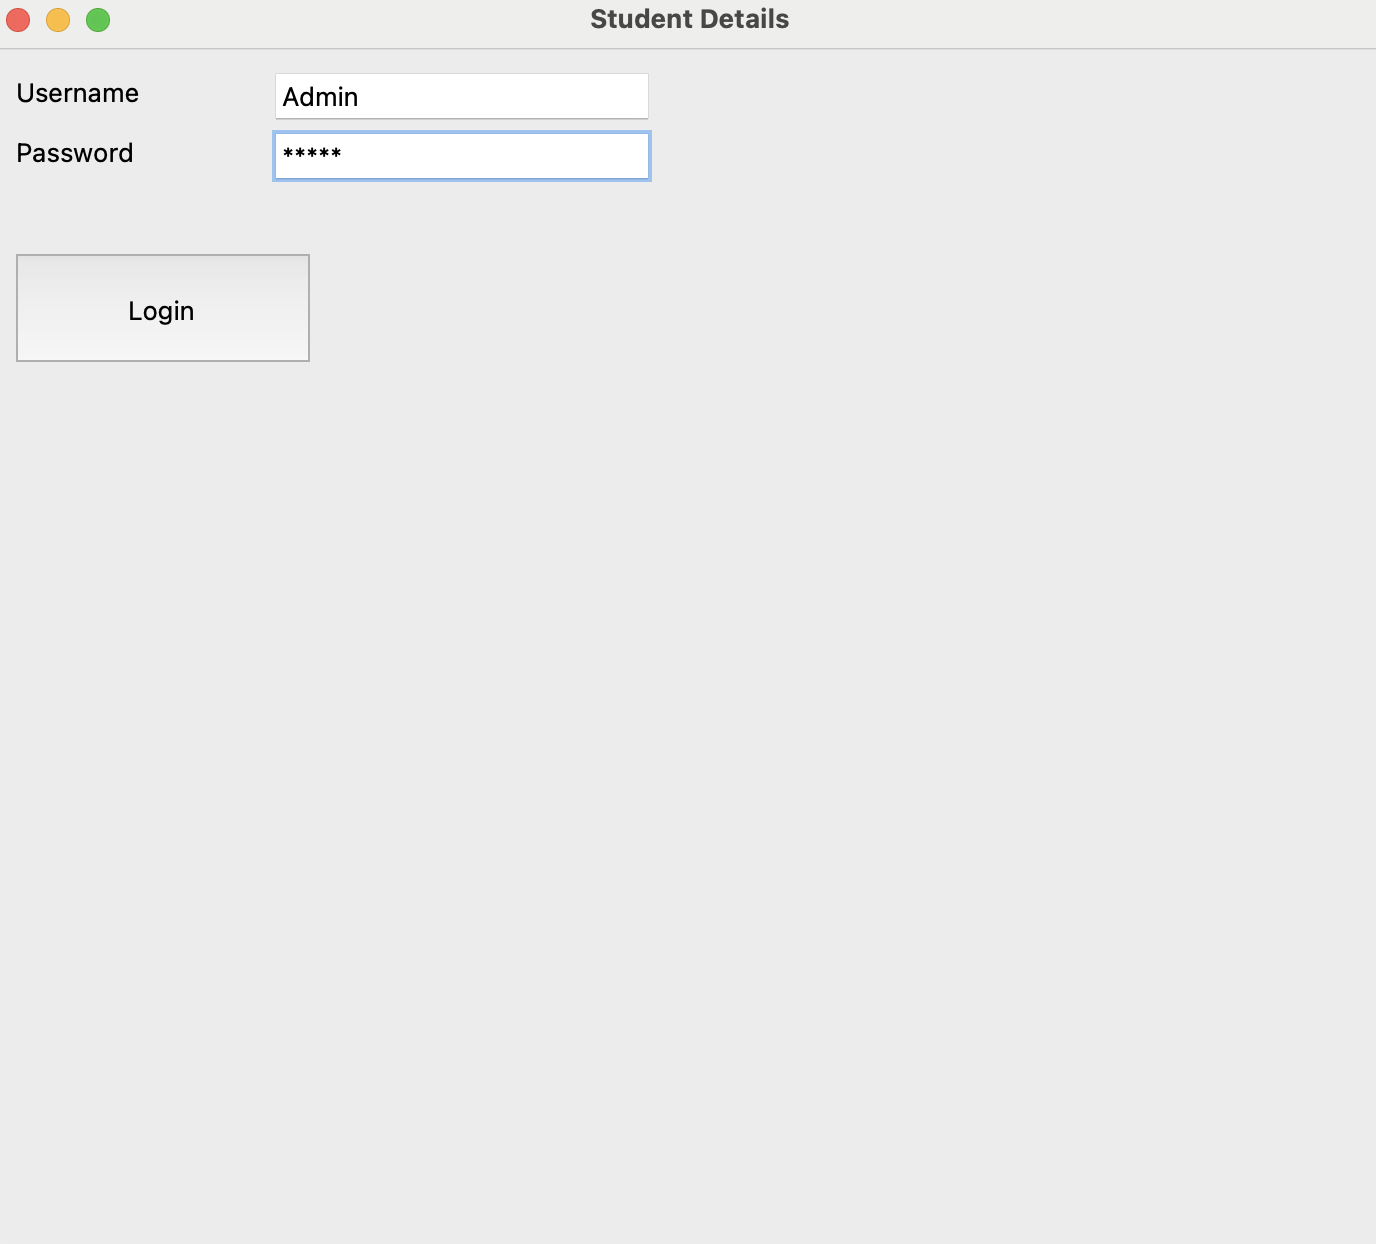 Student Details
Username
Admin
Password
*****
Login